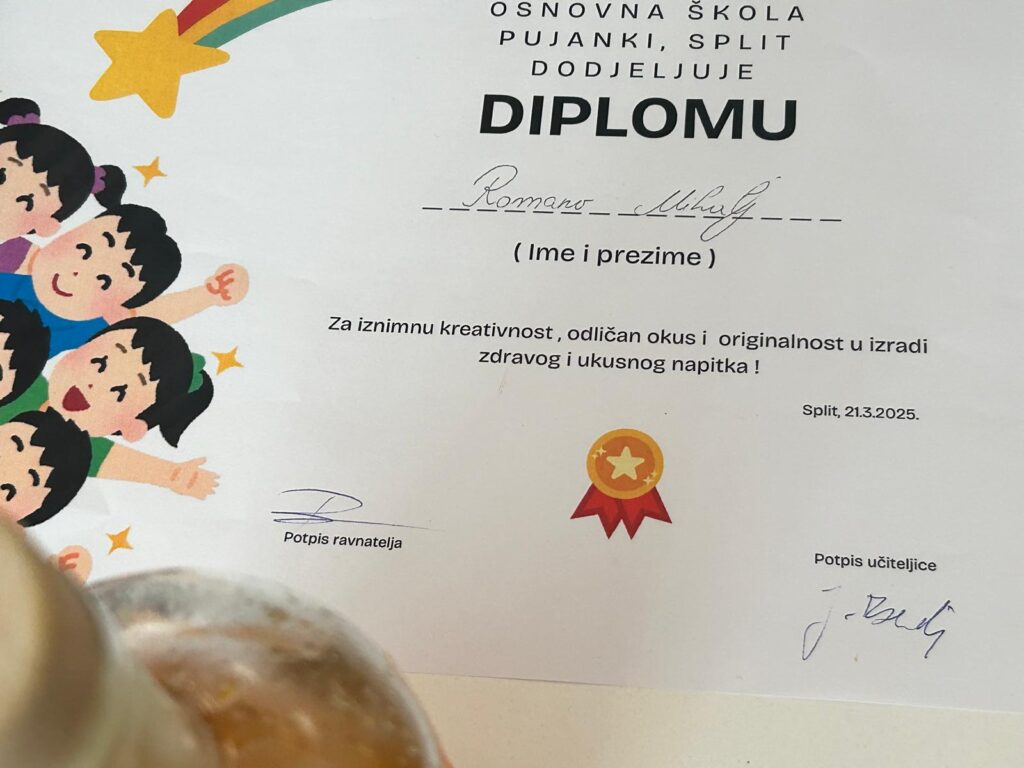 OSNOVNA ŠKOLA
PUJANKI, SPLIT
DODJELJUJE
DIPLOMU
Romano Mihalj
( Ime i prezime )
Za iznimnu kreativnost , odličan okus i originalnost u izradi
zdravog i ukusnog napitka !
Split, 21.3.2025.
Potpis ravnatelja
Potpis učiteljice